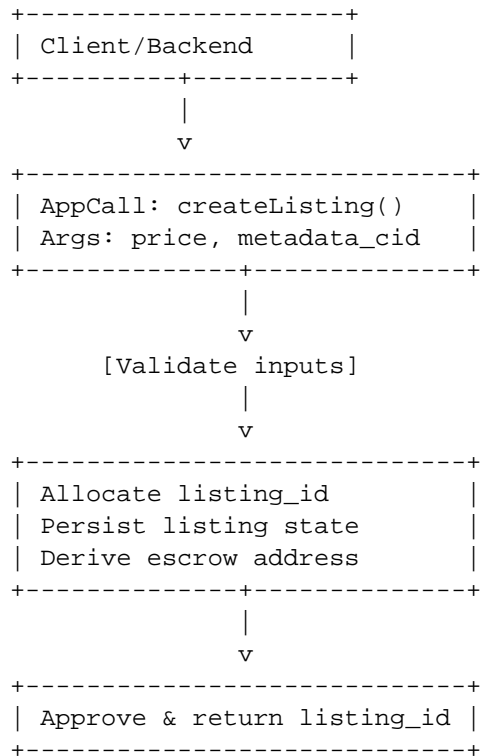 Client/Backend
AppCall: createListing()
Args: price, metadata_cid
[Validate inputs]
Allocate listing_id
Persist listing state
Derive escrow address
Approve & return listing_id